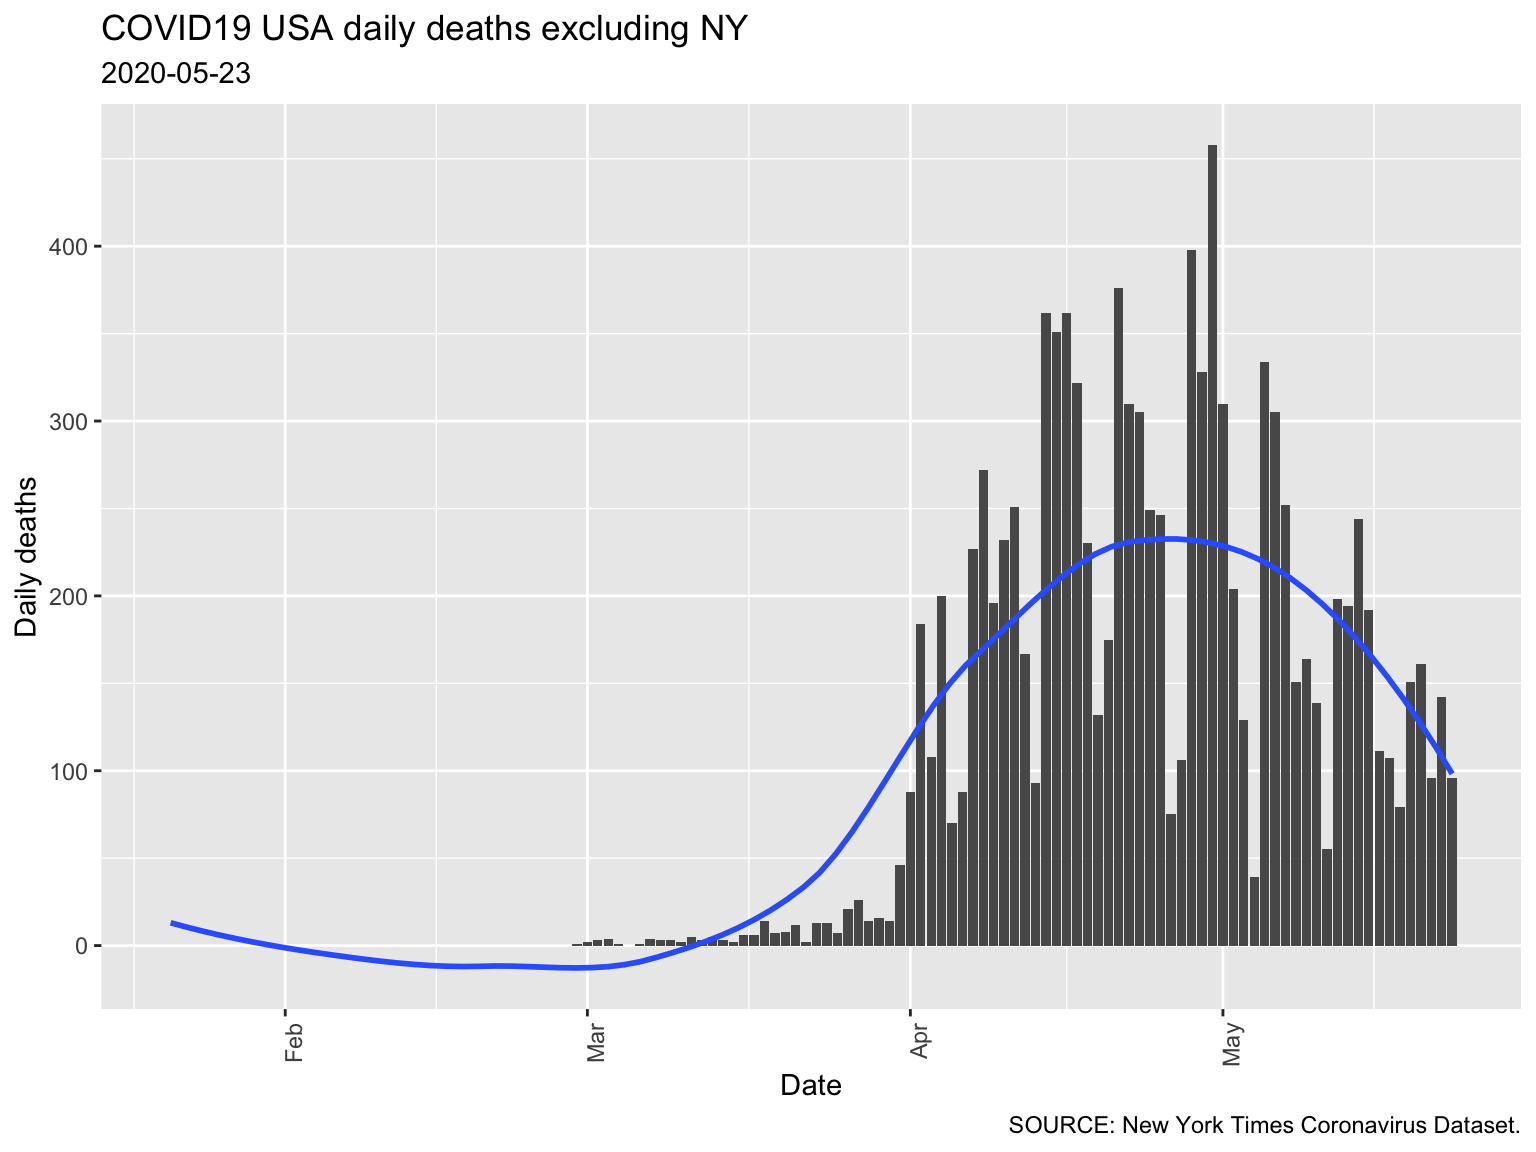 COVID19 USA daily deaths excluding NY
2020-05-23
Daily deaths
400
300
200
100
0
Feb
Mar
Apr
May
Date
SOURCE: New York Times Coronavirus Dataset.